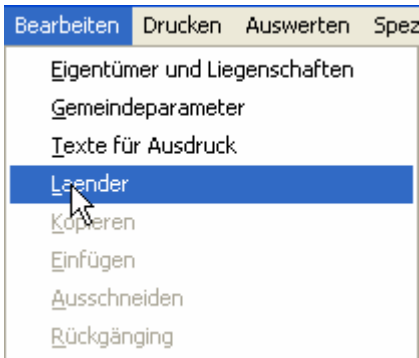 Bearbeiten Drucken Auswerten Spez
Eigentümer und Liegenschaften
Gemeindeparameter
Texte für Ausdruck
Laender
Kopieren
Einfügen
Ausschneiden
Rückgänging